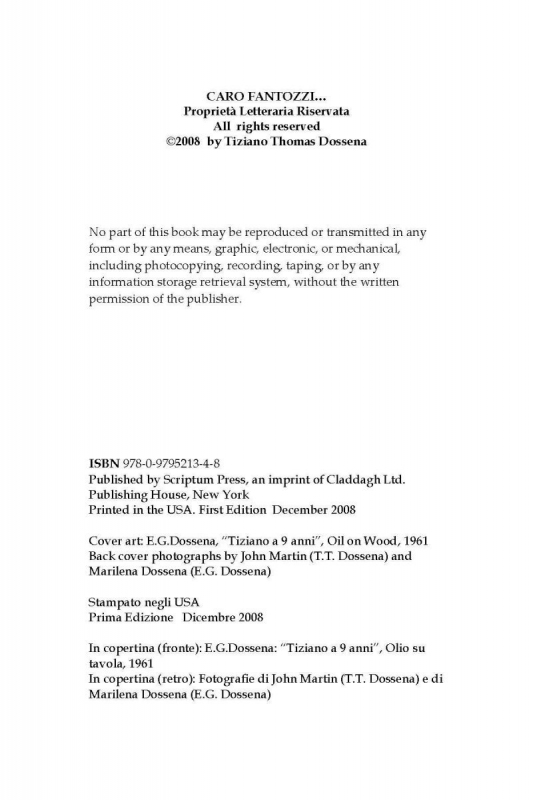 CARO FANTOZZI...
Proprietà Letteraria Riservata
All rights reserved
©2008 by Tiziano Thomas Dossena
No part of this book may be reproduced or transmitted in any
form or by any means, graphic, electronic, or mechanical,
including photocopying, recording, taping, or by any
information storage retrieval system, without the written
permission of the publisher.
ISBN 978-0-9795213-4-8
Published by Scriptum Press, an imprint of Claddagh Ltd.
Publishing House, New York
Printed in the USA. First Edition December 2008
Cover art: E.G.Dossena, “Tiziano a 9 anni”, Oil on Wood, 1961
Back cover photographs by John Martin (T.T. Dossena) and
Marilena Dossena (E.G. Dossena)
Stampato negli USA
Prima Edizione Dicembre 2008
In copertina (fronte): E.G.Dossena: “Tiziano a 9 anni”, Olio su
tavola, 1961
In copertina (retro): Fotografie di John Martin (T.T. Dossena) e di
Marilena Dossena (E.G. Dossena)